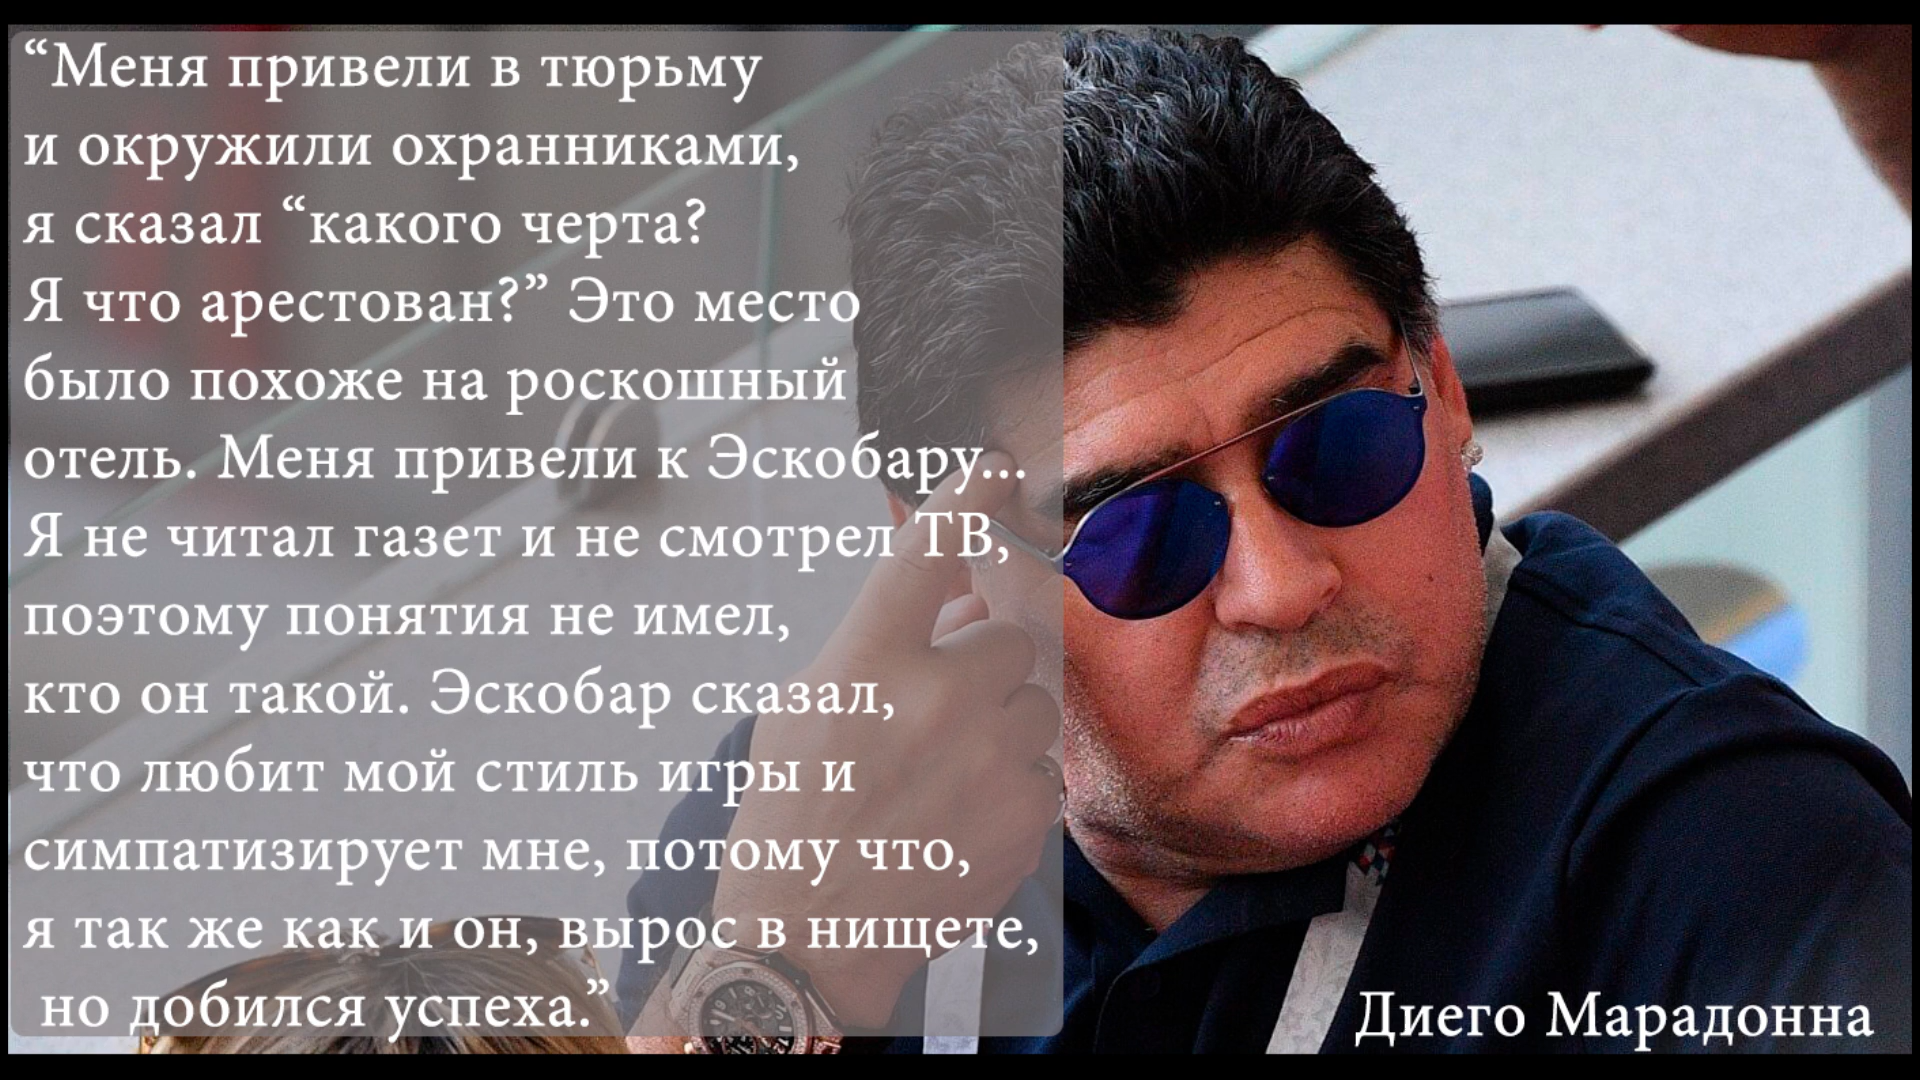 “Меня привели в тюрьму
и окружили охранниками,
я сказал “какого черта?
Я что арестован?” Это место
было похоже на роскошный
отель. Меня привели к Эскобару...
Я не читал газет и не смотрел ТВ,
поэтому понятия не имел,
кто он такой. Эскобар сказал,
что любит мой стиль игры и
симпатизирует мне, потому что,
я так же как и он, вырос в нищете,
но добился успеха.”
Диего Марадонна